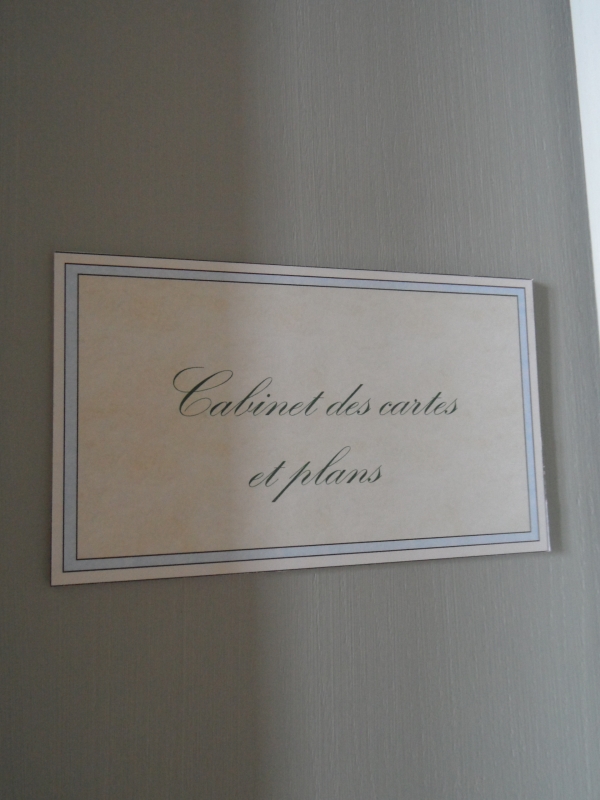 Cabinet des cartes
et plans